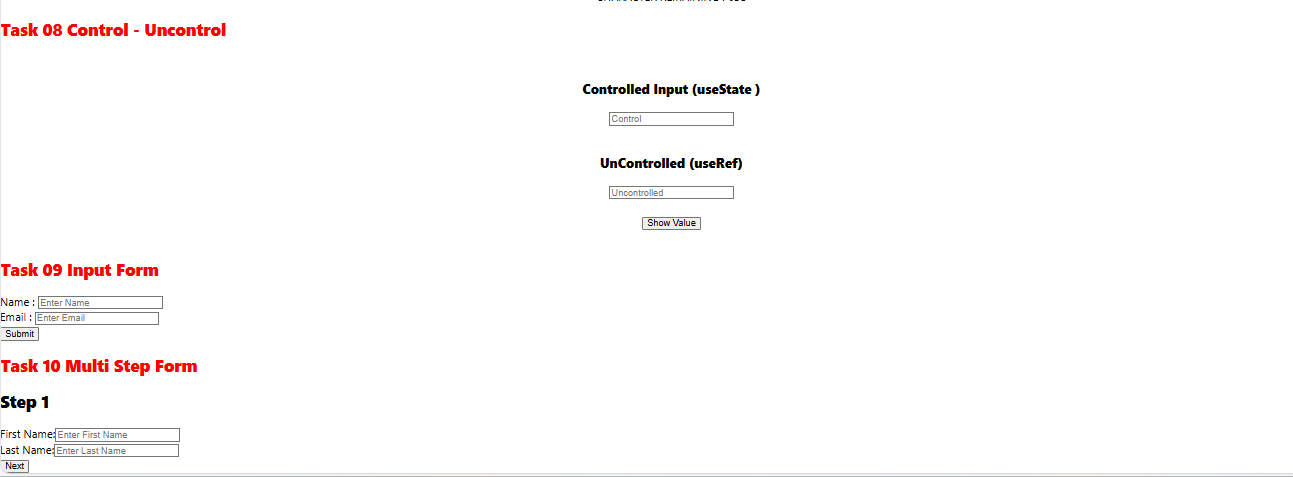 Task 08 Control - Uncontrol
Controlled Input (useState )
Control
UnControlled (useRef)
Uncontrolled
Show Value
Task 09 Input Form
Name : Enter Name
Email : Enter Email
Submit
Task 10 Multi Step Form
Step 1
First Name:Enter First Name
Last Name:Enter Last Name
Next